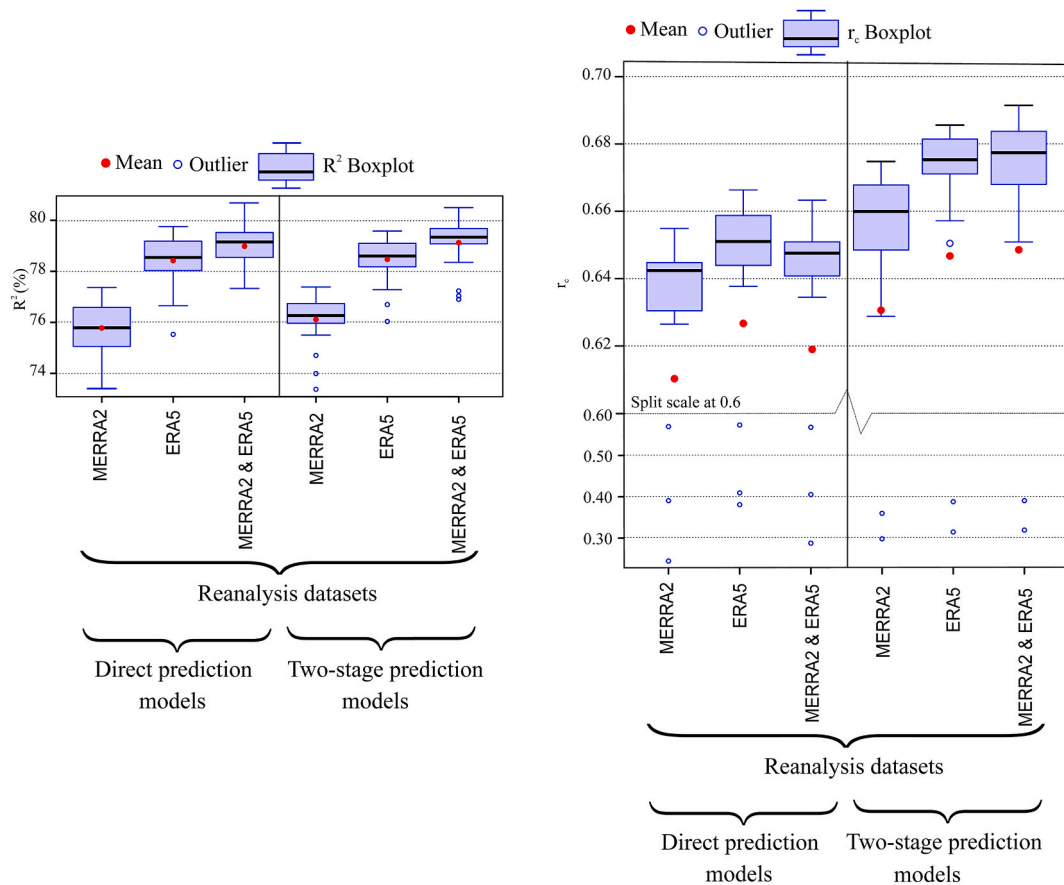 Mean Outlier R² Boxplot
R²(%)
80
78
76
74
MERRA2
ERA5
MERRA2 & ERA5
MERRA2
ERA5
MERRA2 & ERA5
Reanalysis datasets
Direct prediction
models
Two-stage prediction
models
Mean Outlier r_c Boxplot
r_c
0.70
0.68
0.66
0.64
0.62
0.60
0.50
0.40
0.30
Split scale at 0.6
MERRA2
ERA5
MERRA2 & ERA5
MERRA2
ERA5
MERRA2 & ERA5
Reanalysis datasets
Direct prediction
models
Two-stage prediction
models